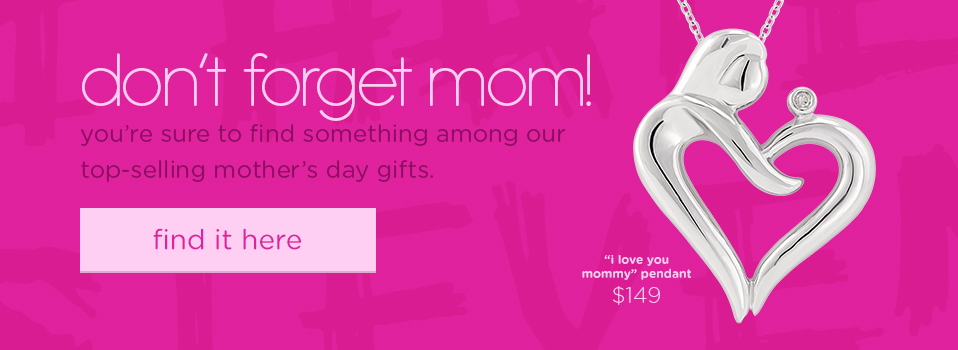 don't forget mom!
you're sure to find something among our
top-selling mother's day gifts.
find it here
“i love you
mommy” pendant
$149